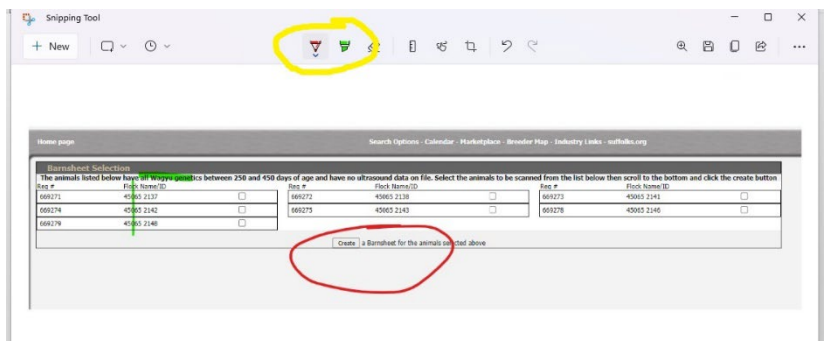 Snipping Tool
+ New
Home page Search Options - Calendar - Marketplace - Breeder Map - Industry Links - suffolks.org
Barnsheet Selection
The animals listed below have all Wagyu genetics between 250 and 450 days of age and have no ultrasound data on file. Select the animals to be scanned from the list below then scroll to the bottom and click the create button
Reg # Flock Name/ID Reg # Flock Name/ID Reg # Flock Name/ID
669271 45065 2137 669272 45065 2138 669273 45065 2141
669274 45065 2142 669275 45065 2143 669278 45065 2146
669279 45065 2148
Create a Barnsheet for the animals selected above